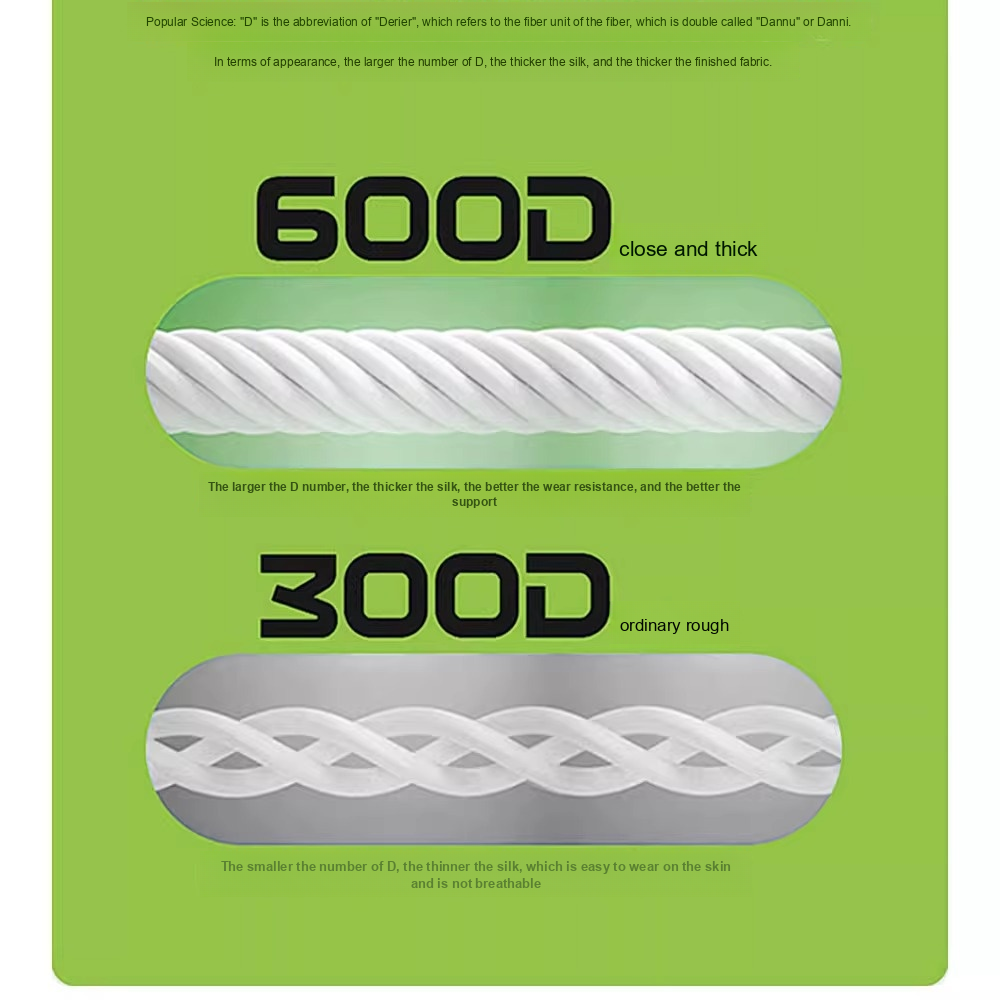 Popular Science: "D" is the abbreviation of "Derier", which refers to the fiber unit of the fiber, which is double called "Dannu" or Danni.
In terms of appearance, the larger the number of D, the thicker the silk, and the thicker the finished fabric.
600D close and thick
The larger the D number, the thicker the silk, the better the wear resistance, and the better the
support
300D ordinary rough
The smaller the number of D, the thinner the silk, which is easy to wear on the skin
and is not breathable